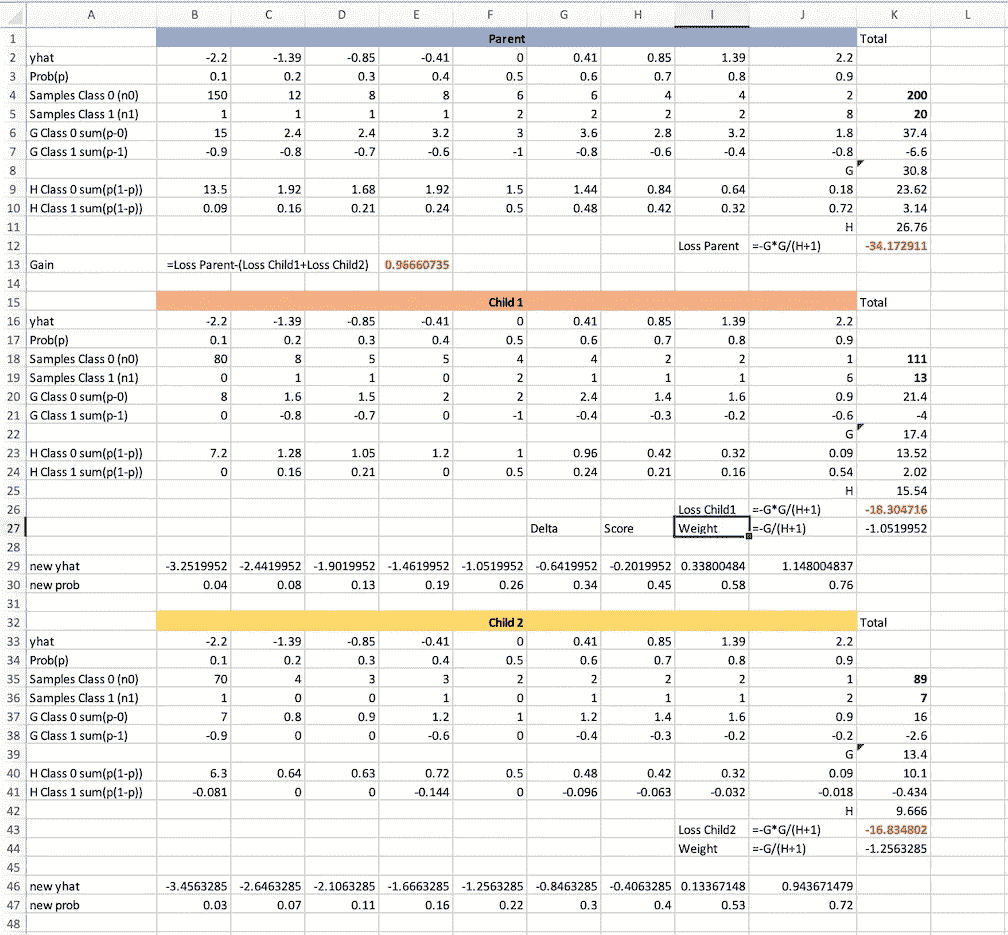 A B C D E F G H I J K L
1 Parent Total
2 yhat -2.2 -1.39 -0.85 -0.41 0 0.41 0.85 1.39 2.2
3 Prob(p) 0.1 0.2 0.3 0.4 0.5 0.6 0.7 0.8 0.9
4 Samples Class 0 (n0) 150 12 8 8 6 6 4 4 2 200
5 Samples Class 1 (n1) 1 1 1 1 2 2 2 2 8 20
6 G Class 0 sum(p-0) 15 2.4 2.4 3.2 3 3.6 2.8 3.2 1.8 37.4
7 G Class 1 sum(p-1) -0.9 -0.8 -0.7 -0.6 -1 -0.8 -0.6 -0.4 -0.8 -6.6
8 G 30.8
9 H Class 0 sum(p(1-p)) 13.5 1.92 1.68 1.92 1.5 1.44 0.84 0.64 0.18 23.62
10 H Class 1 sum(p(1-p)) 0.09 0.16 0.21 0.24 0.5 0.48 0.42 0.32 0.72 3.14
11 H 26.76
12 Loss Parent =-G*G/(H+1) -34.172911
13 Gain =Loss Parent-(Loss Child1+Loss Child2) 0.96660735
14
15 Child 1 Total
16 yhat -2.2 -1.39 -0.85 -0.41 0 0.41 0.85 1.39 2.2
17 Prob(p) 0.1 0.2 0.3 0.4 0.5 0.6 0.7 0.8 0.9
18 Samples Class 0 (n0) 80 8 5 5 4 4 2 2 1 111
19 Samples Class 1 (n1) 0 1 1 0 2 1 1 1 6 13
20 G Class 0 sum(p-0) 8 1.6 1.5 2 2 2.4 1.4 1.6 0.9 21.4
21 G Class 1 sum(p-1) 0 -0.8 -0.7 0 -1 -0.4 -0.3 -0.2 -0.6 -4
22 G 17.4
23 H Class 0 sum(p(1-p)) 7.2 1.28 1.05 1.2 1 0.96 0.42 0.32 0.09 13.52
24 H Class 1 sum(p(1-p)) 0 0.16 0.21 0 0.5 0.24 0.21 0.16 0.54 2.02
25 H 15.54
26 Loss Child1 =-G*G/(H+1) -18.304716
27 Delta Score Weight =-G/(H+1) -1.0519952
28
29 new yhat -3.2519952 -2.4419952 -1.9019952 -1.4619952 -1.0519952 -0.6419952 -0.2019952 0.33800484 1.148004837
30 new prob 0.04 0.08 0.13 0.19 0.26 0.34 0.45 0.58 0.76
31
32 Child 2 Total
33 yhat -2.2 -1.39 -0.85 -0.41 0 0.41 0.85 1.39 2.2
34 Prob(p) 0.1 0.2 0.3 0.4 0.5 0.6 0.7 0.8 0.9
35 Samples Class 0 (n0) 70 4 3 3 2 2 2 2 1 89
36 Samples Class 1 (n1) 1 0 0 1 0 1 1 1 2 7
37 G Class 0 sum(p-0) 7 0.8 0.9 1.2 1 1.2 1.4 1.6 0.9 16
38 G Class 1 sum(p-1) -0.9 0 0 -0.6 0 -0.4 -0.3 -0.2 -0.2 -2.6
39 G 13.4
40 H Class 0 sum(p(1-p)) 6.3 0.64 0.63 0.72 0.5 0.48 0.42 0.32 0.09 10.1
41 H Class 1 sum(p(1-p)) -0.081 0 0 -0.144 0 -0.096 -0.063 -0.032 -0.018 -0.434
42 H 9.666
43 Loss Child2 =-G*G/(H+1) -16.834802
44 Weight =-G/(H+1) -1.2563285
45
46 new yhat -3.4563285 -2.6463285 -2.1063285 -1.6663285 -1.2563285 -0.8463285 -0.4063285 0.13367148 0.943671479
47 new prob 0.03 0.07 0.11 0.16 0.22 0.3 0.4 0.53 0.72
48